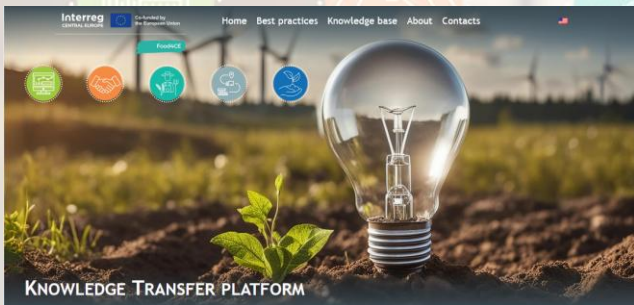 Interreg
CENTRAL EUROPE
Co-funded by
the European Union
Home Best practices Knowledge base About Contacts
Food4CE
KNOWLEDGE TRANSFER PLATFORM